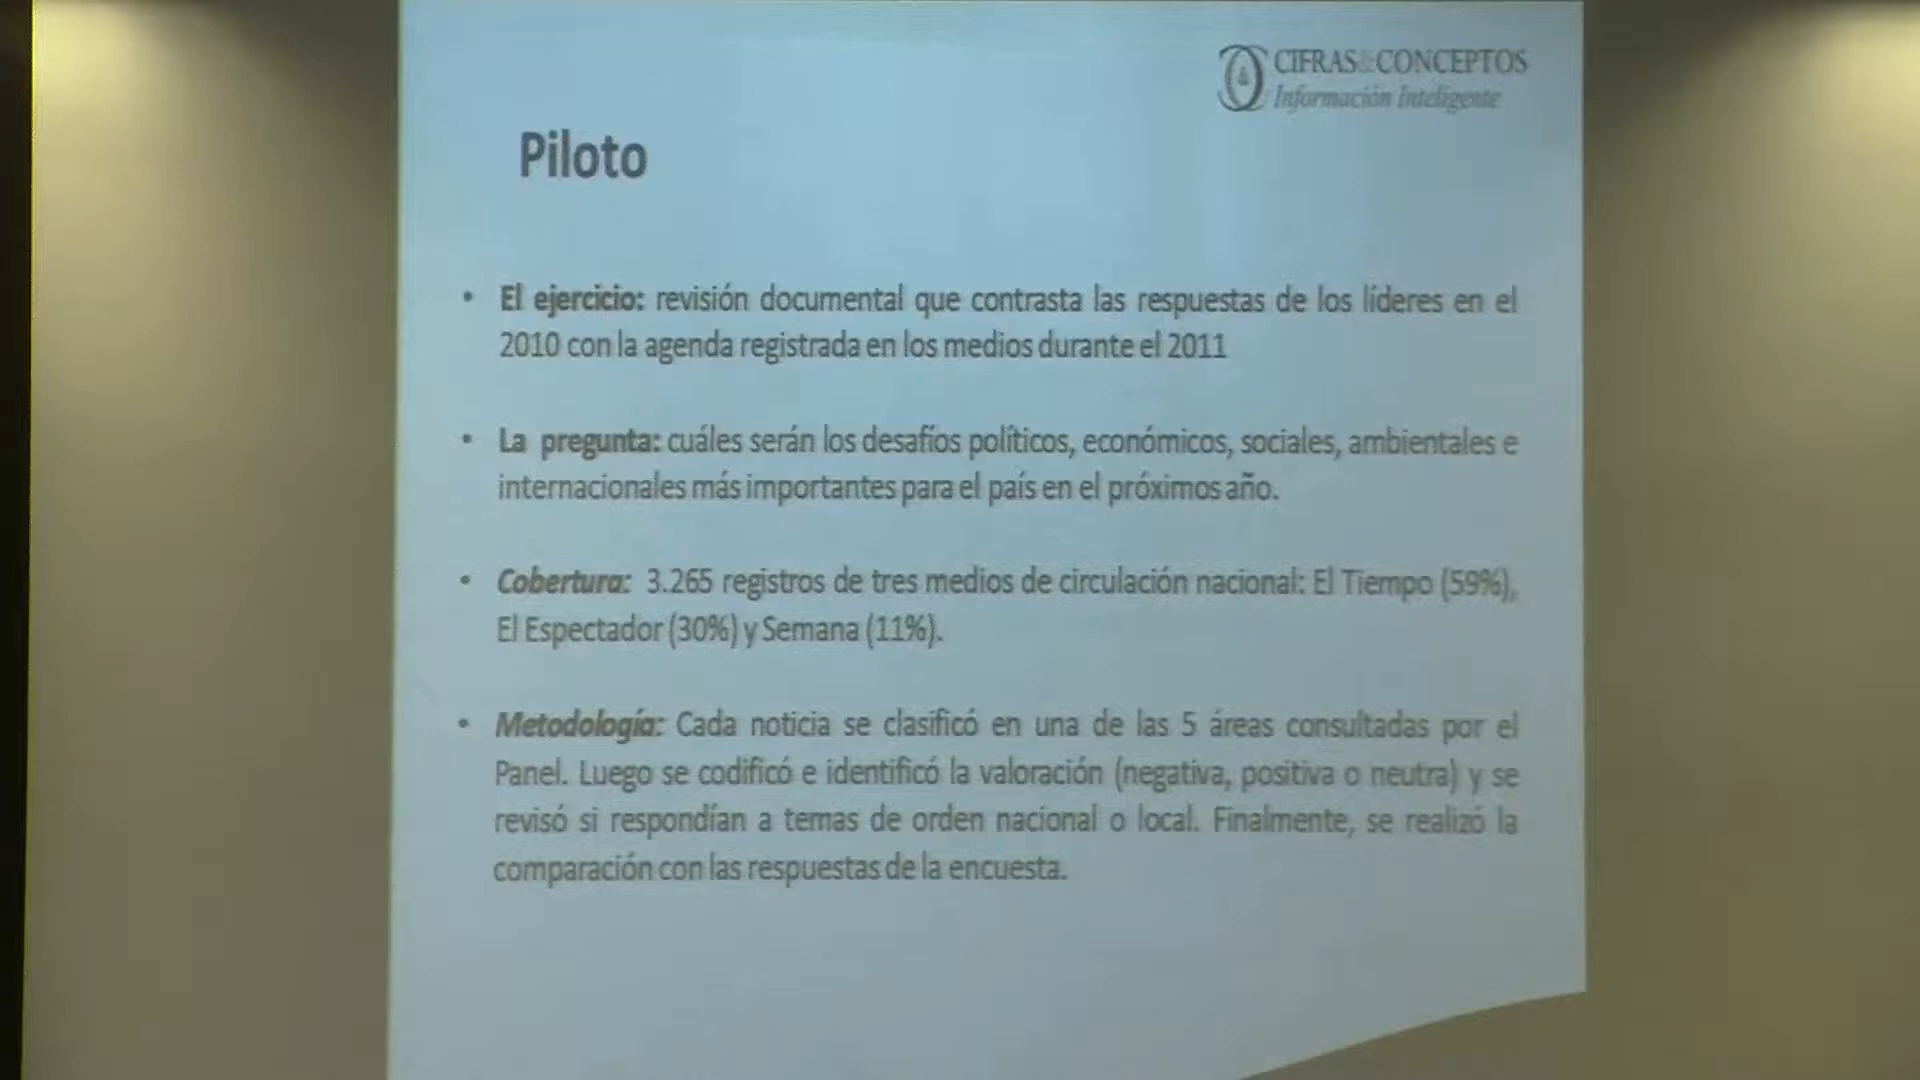 CIFRAS&CONCEPTOS
Información Inteligente
Piloto
• El ejercicio: revisión documental que contrasta las respuestas de los líderes en el
2010 con la agenda registrada en los medios durante el 2011
• La pregunta: cuáles serán los desafíos políticos, económicos, sociales, ambientales e
internacionales más importantes para el país en el próximos año.
• Cobertura: 3.265 registros de tres medios de circulación nacional: El Tiempo (59%),
El Espectador (30%) y Semana (11%).
• Metodología: Cada noticia se clasificó en una de las 5 áreas consultadas por el
Panel. Luego se codificó e identificó la valoración (negativa, positiva o neutra) y se
revisó si respondían a temas de orden nacional o local. Finalmente, se realizó la
comparación con las respuestas de la encuesta.